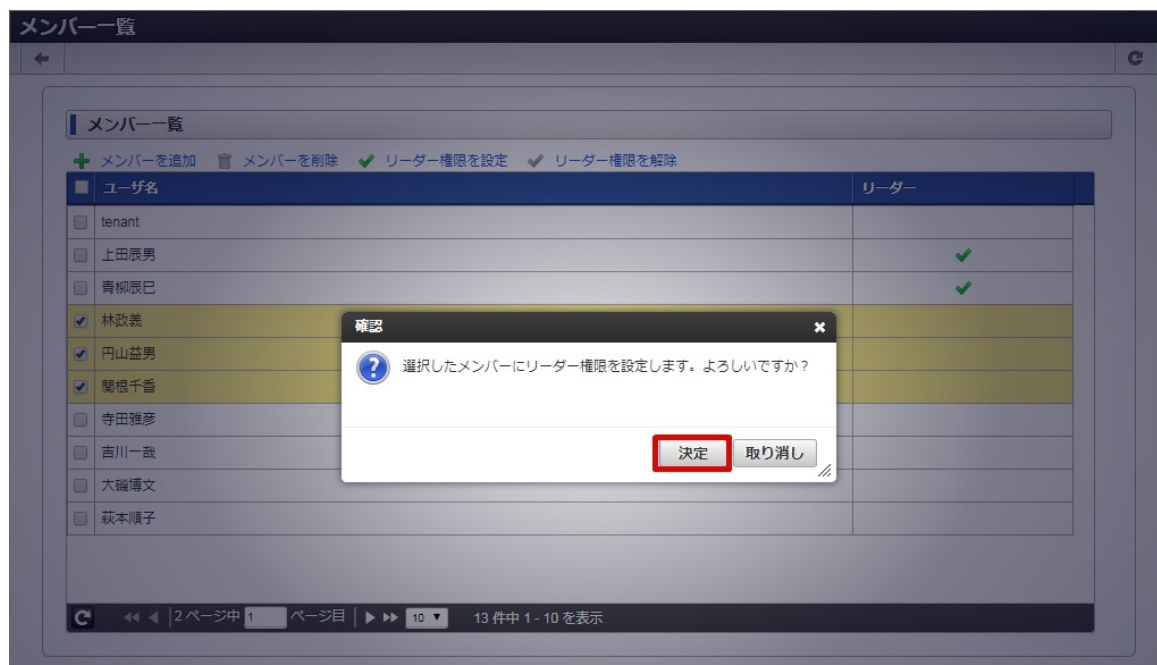 メンバー一覧
メンバー一覧
メンバーを追加 メンバーを削除 リーダー権限を設定 リーダー権限を解除
ユーザ名 リーダー
tenant
上田辰男
青柳辰巳
林政義
円山益男
関根千香
寺田雅彦
吉川一哉
大磯博文
萩本順子
確認
選択したメンバーにリーダー権限を設定します。よろしいですか?
決定 取り消し
2 ページ中 1 ページ目 10 13 件中 1 - 10 を表示